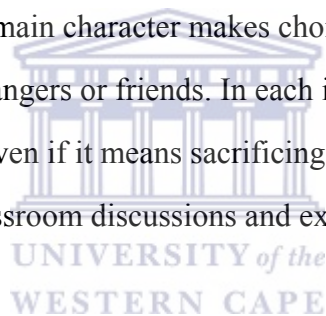 main character makes cho
angers or friends. In each i
ven if it means sacrificing
ssroom discussions and ex
UNIVERSITY of the
WESTERN CAPE